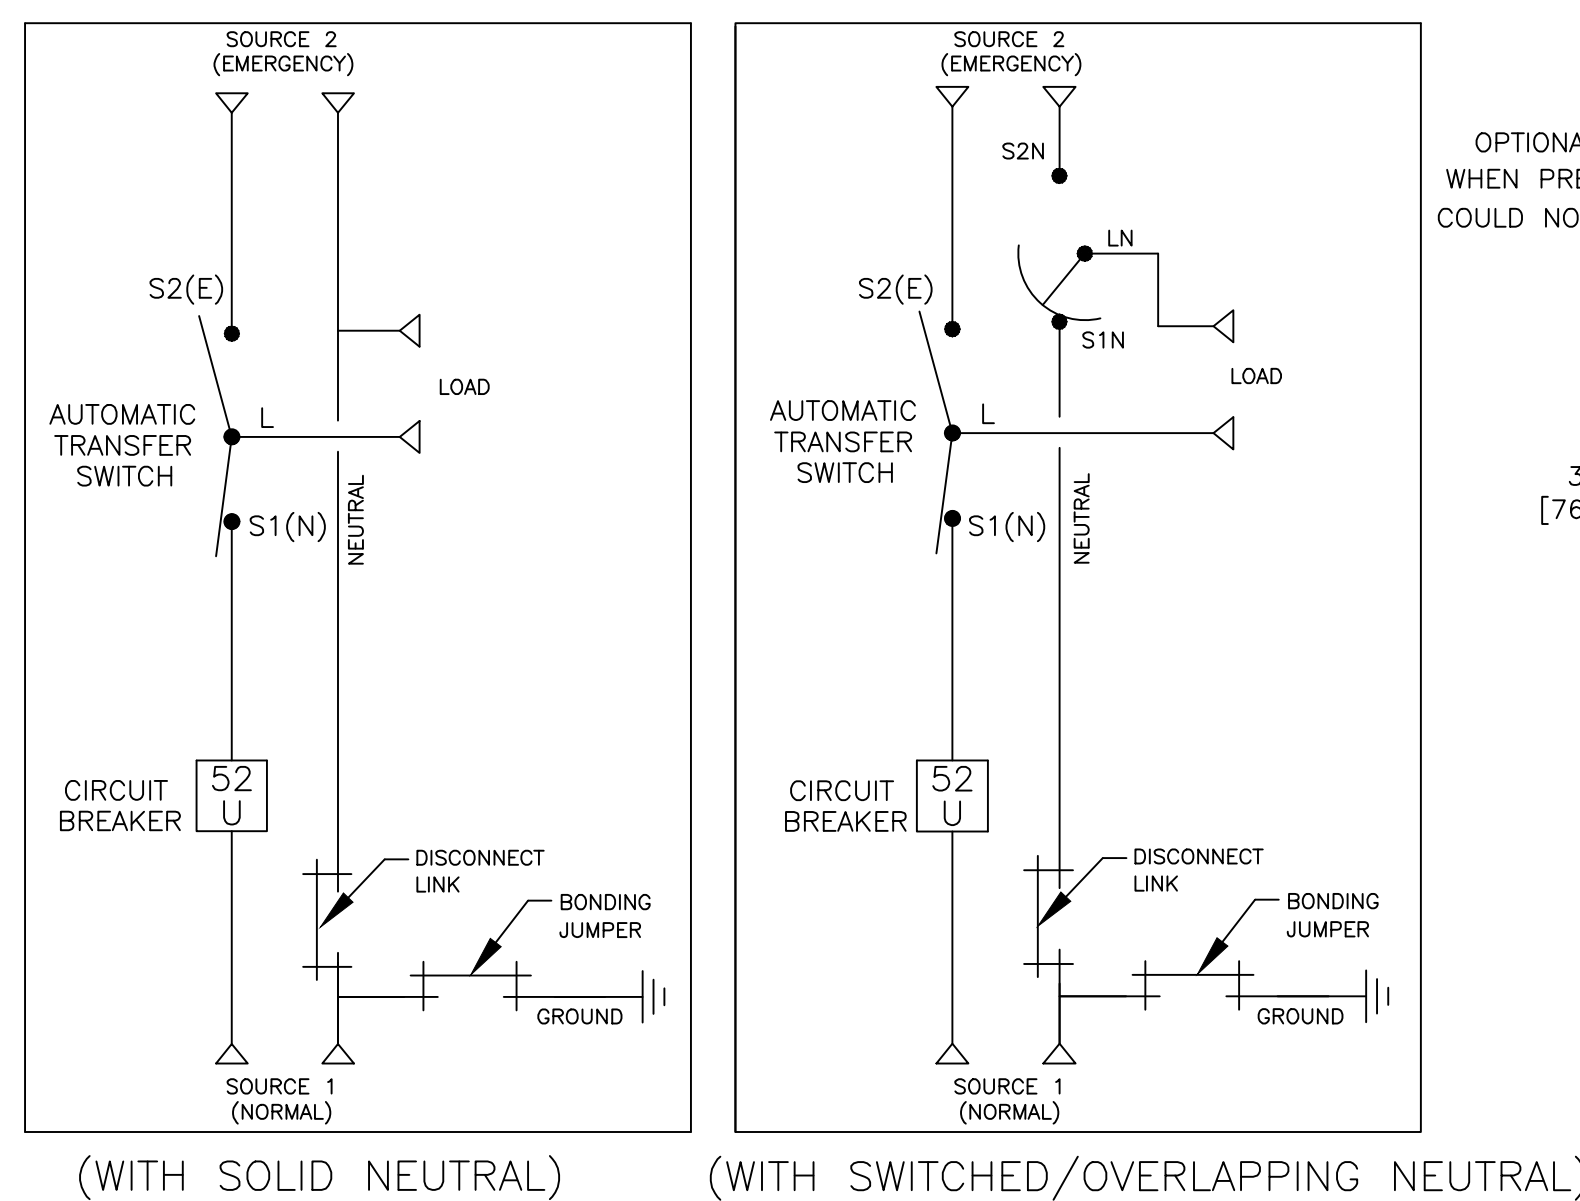 SOURCE 2
(EMERGENCY)
S2(E)
AUTOMATIC
TRANSFER
SWITCH
L
LOAD
S1(N)
NEUTRAL
CIRCUIT
BREAKER
52
U
DISCONNECT
LINK
BONDING
JUMPER
GROUND
SOURCE 1
(NORMAL)
(WITH SOLID NEUTRAL)
SOURCE 2
(EMERGENCY)
S2N
LN
S2(E)
S1N
LOAD
AUTOMATIC
TRANSFER
SWITCH
L
S1(N)
NEUTRAL
CIRCUIT
BREAKER
52
U
DISCONNECT
LINK
BONDING
JUMPER
GROUND
SOURCE 1
(NORMAL)
(WITH SWITCHED/OVERLAPPING NEUTRAL)
WHEN
COULD